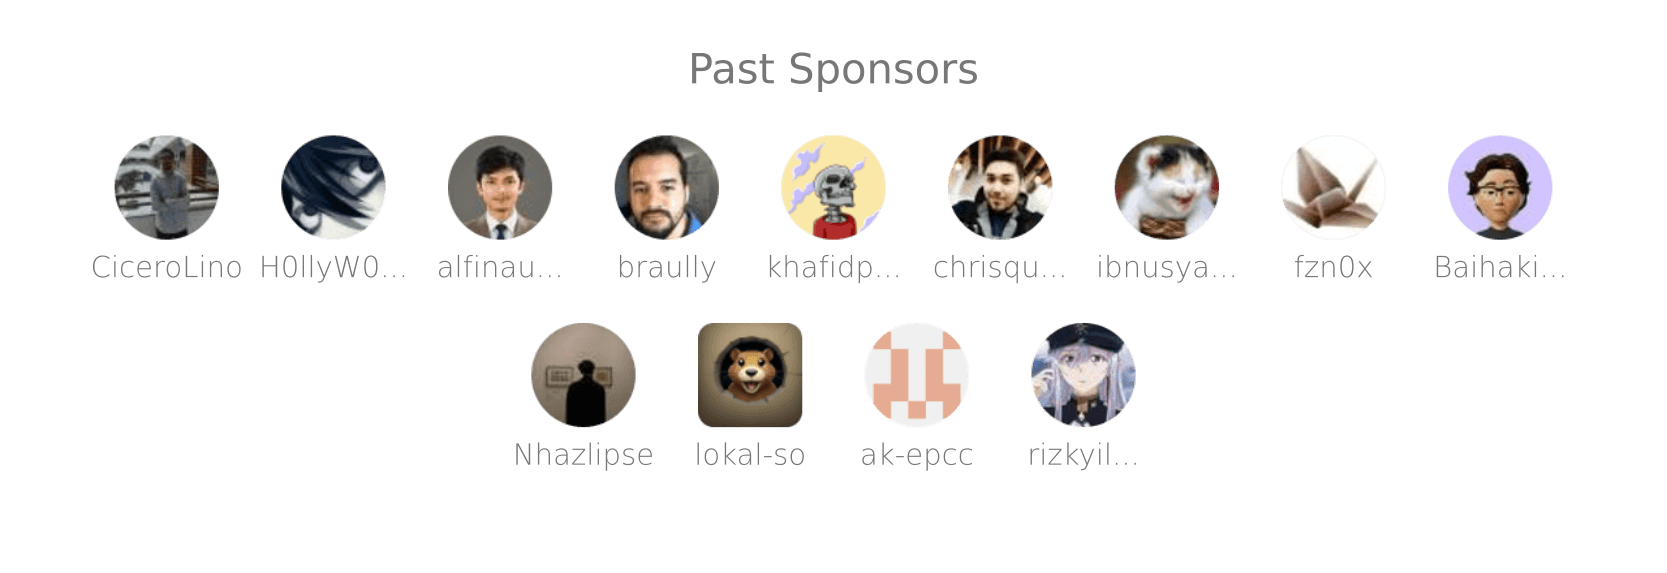 Past Sponsors
CiceroLino H0llyW0... alfinau... braully khafidp... chrisqu... ibnusya... fzn0x Baihaki...
Nhazlipse lokal-so ak-epcc rizkyil...